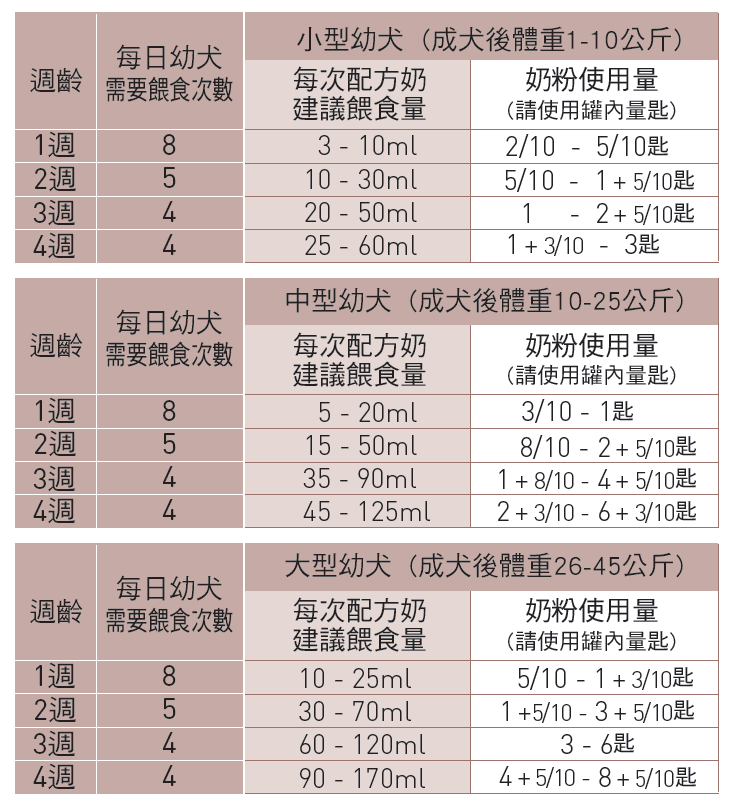 小型幼犬（成犬後體重1-10公斤）
週齡 每日幼犬 需要餵食次數 每次配方奶 建議餵食量 奶粉使用量 （請使用罐內量匙）
1週 8 3 - 10ml 2/10 - 5/10匙
2週 5 10 - 30ml 5/10 - 1 + 5/10匙
3週 4 20 - 50ml 1 - 2 + 5/10匙
4週 4 25 - 60ml 1 + 3/10 - 3匙
中型幼犬（成犬後體重10-25公斤）
週齡 每日幼犬 需要餵食次數 每次配方奶 建議餵食量 奶粉使用量 （請使用罐內量匙）
1週 8 5 - 20ml 3/10 - 1匙
2週 5 15 - 50ml 8/10 - 2 + 5/10匙
3週 4 35 - 90ml 1 + 8/10 - 4 + 5/10匙
4週 4 45 - 125ml 2 + 3/10 - 6 + 3/10匙
大型幼犬（成犬後體重26-45公斤）
週齡 每日幼犬 需要餵食次數 每次配方奶 建議餵食量 奶粉使用量 （請使用罐內量匙）
1週 8 10 - 25ml 5/10 - 1 + 3/10匙
2週 5 30 - 70ml 1 +5/10 - 3 + 5/10匙
3週 4 60 - 120ml 3 - 6匙
4週 4 90 - 170ml 4 + 5/10 - 8 + 5/10匙